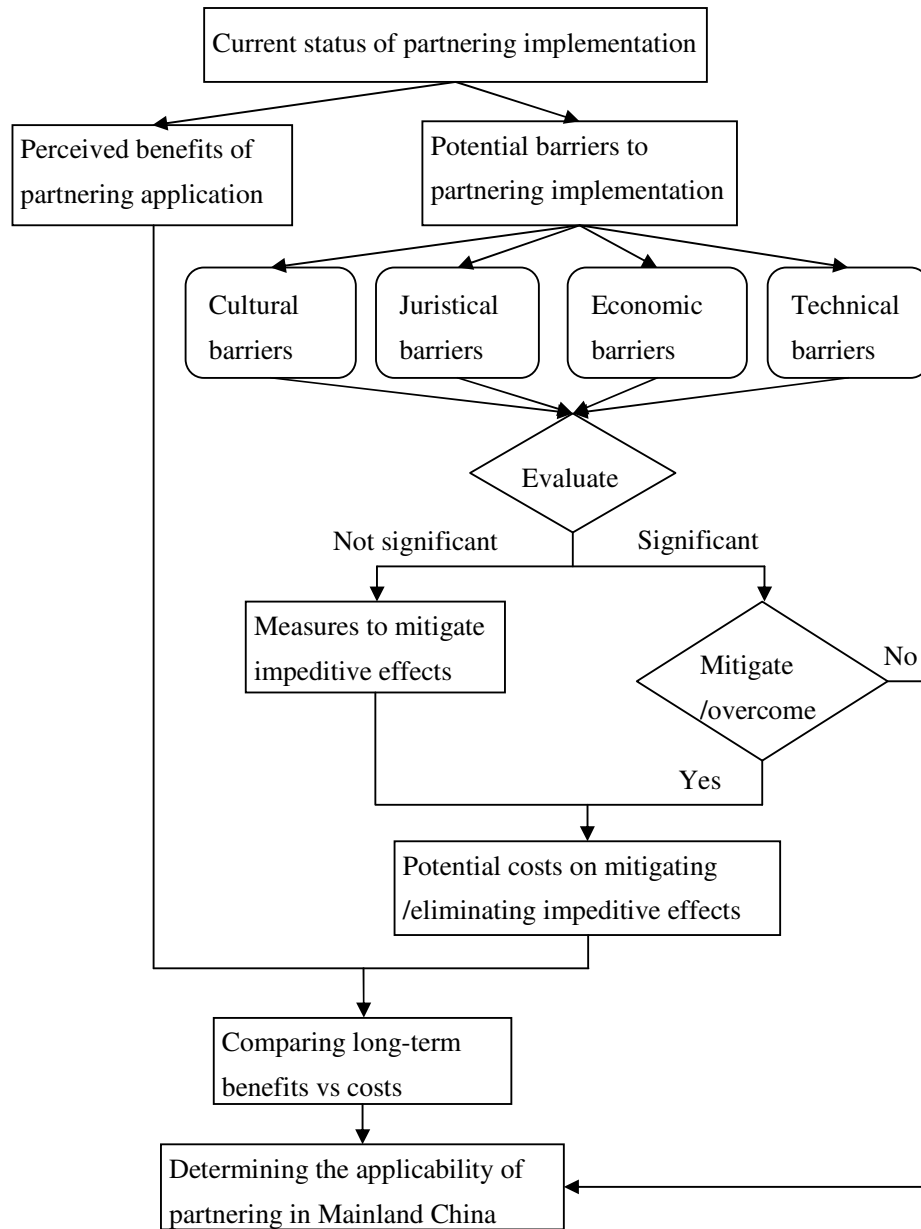 Current status of partnering implementation
Perceived benefits of
partnering application
Potential barriers to
partnering implementation
Cultural
barriers
Juristical
barriers
Economic
barriers
Technical
barriers
Evaluate
Not significant
Significant
Measures to mitigate
impeditive effects
Mitigate
/overcome
No
Yes
Potential costs on mitigating
/eliminating impeditive effects
Comparing long-term
benefits vs costs
Determining the applicability of
partnering in Mainland China